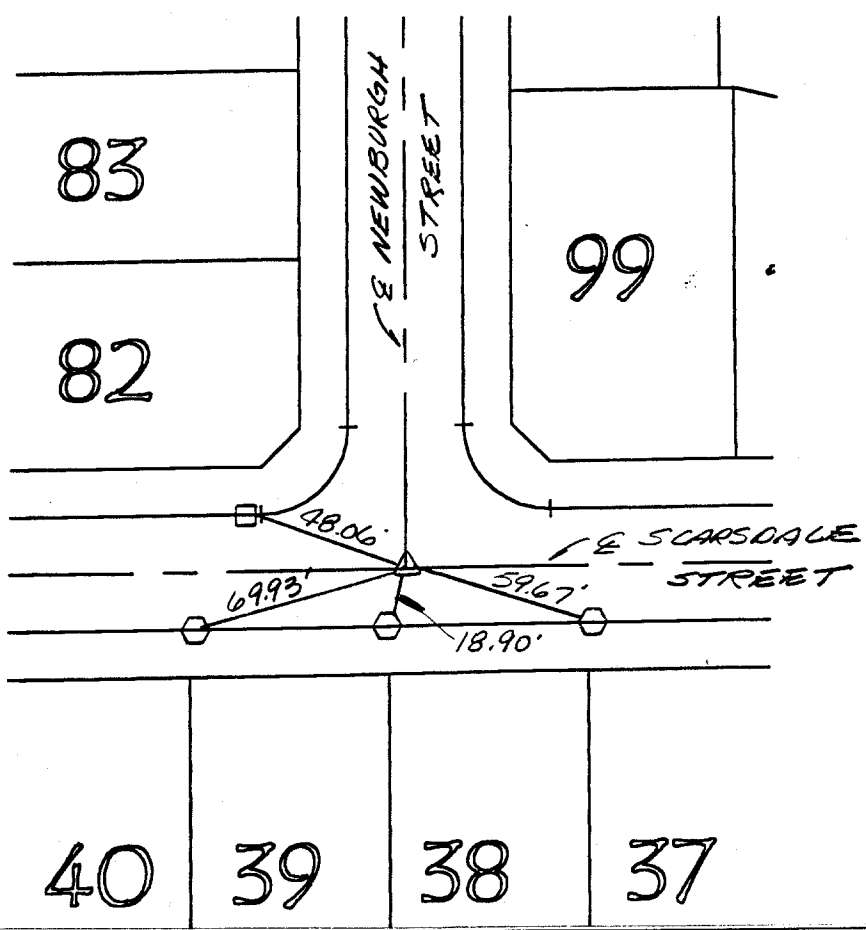 83
℄ NEWBURGH
STREET
99
82
48.06'
℄ SCARSDALE
STREET
69.93'
59.67'
18.90'
40
39
38
37